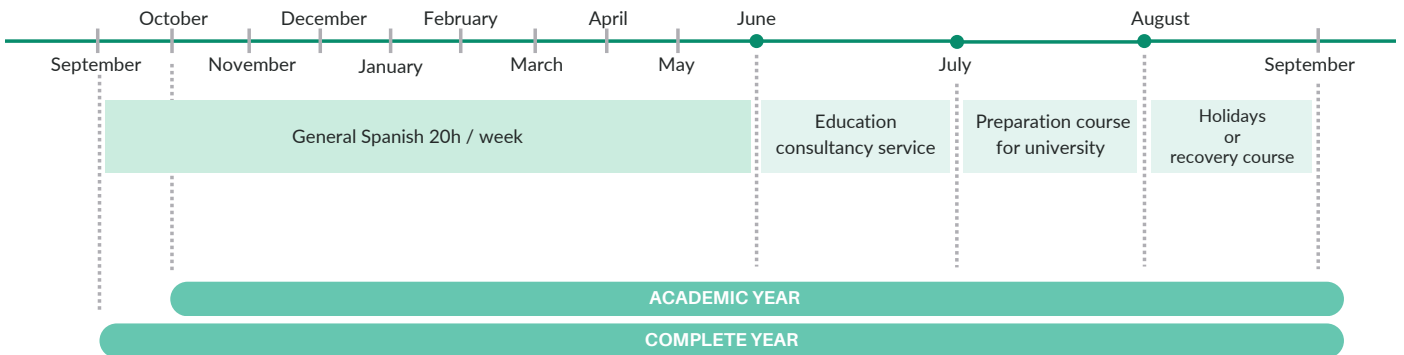 October
December
February
April
June
August
September
November
January
March
May
July
September
General Spanish 20h / week
Education
consultancy service
Preparation course
for university
Holidays
or
recovery course
ACADEMIC YEAR
COMPLETE YEAR